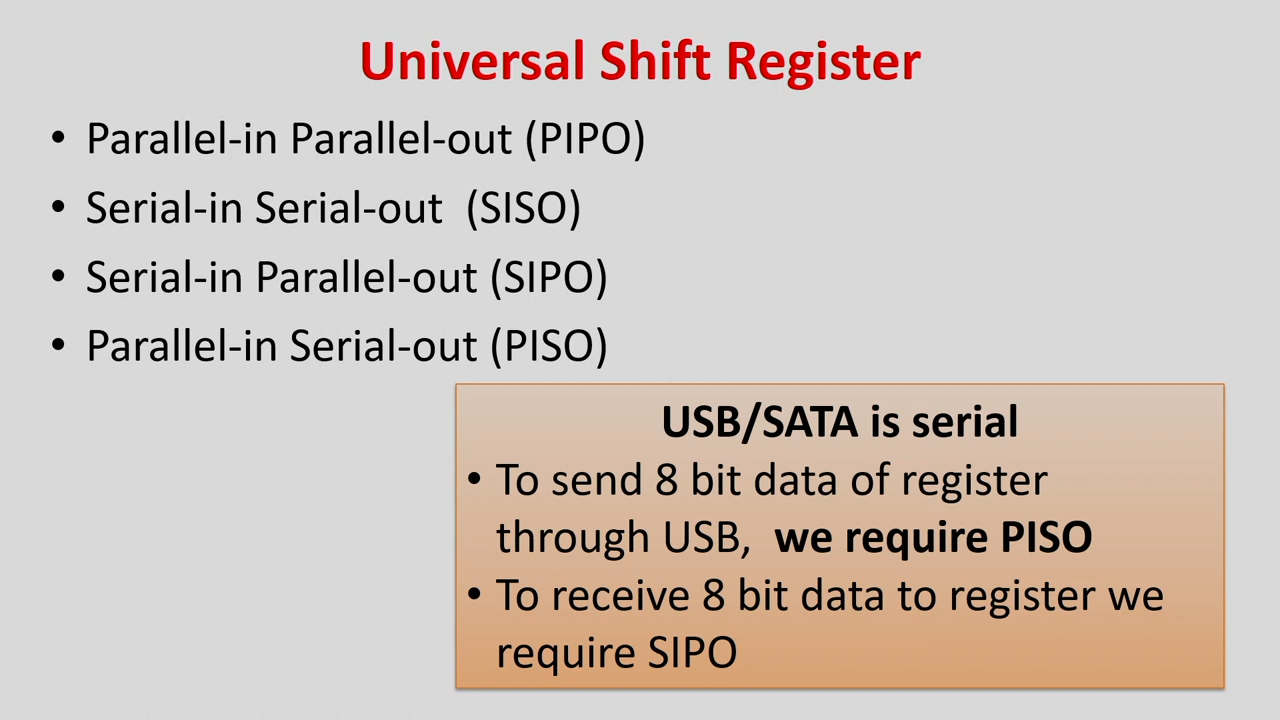 Universal Shift Register
• Parallel-in Parallel-out (PIPO)
• Serial-in Serial-out (SISO)
• Serial-in Parallel-out (SIPO)
• Parallel-in Serial-out (PISO)
USB/SATA is serial
• To send 8 bit data of register
through USB, we require PISO
• To receive 8 bit data to register we
require SIPO